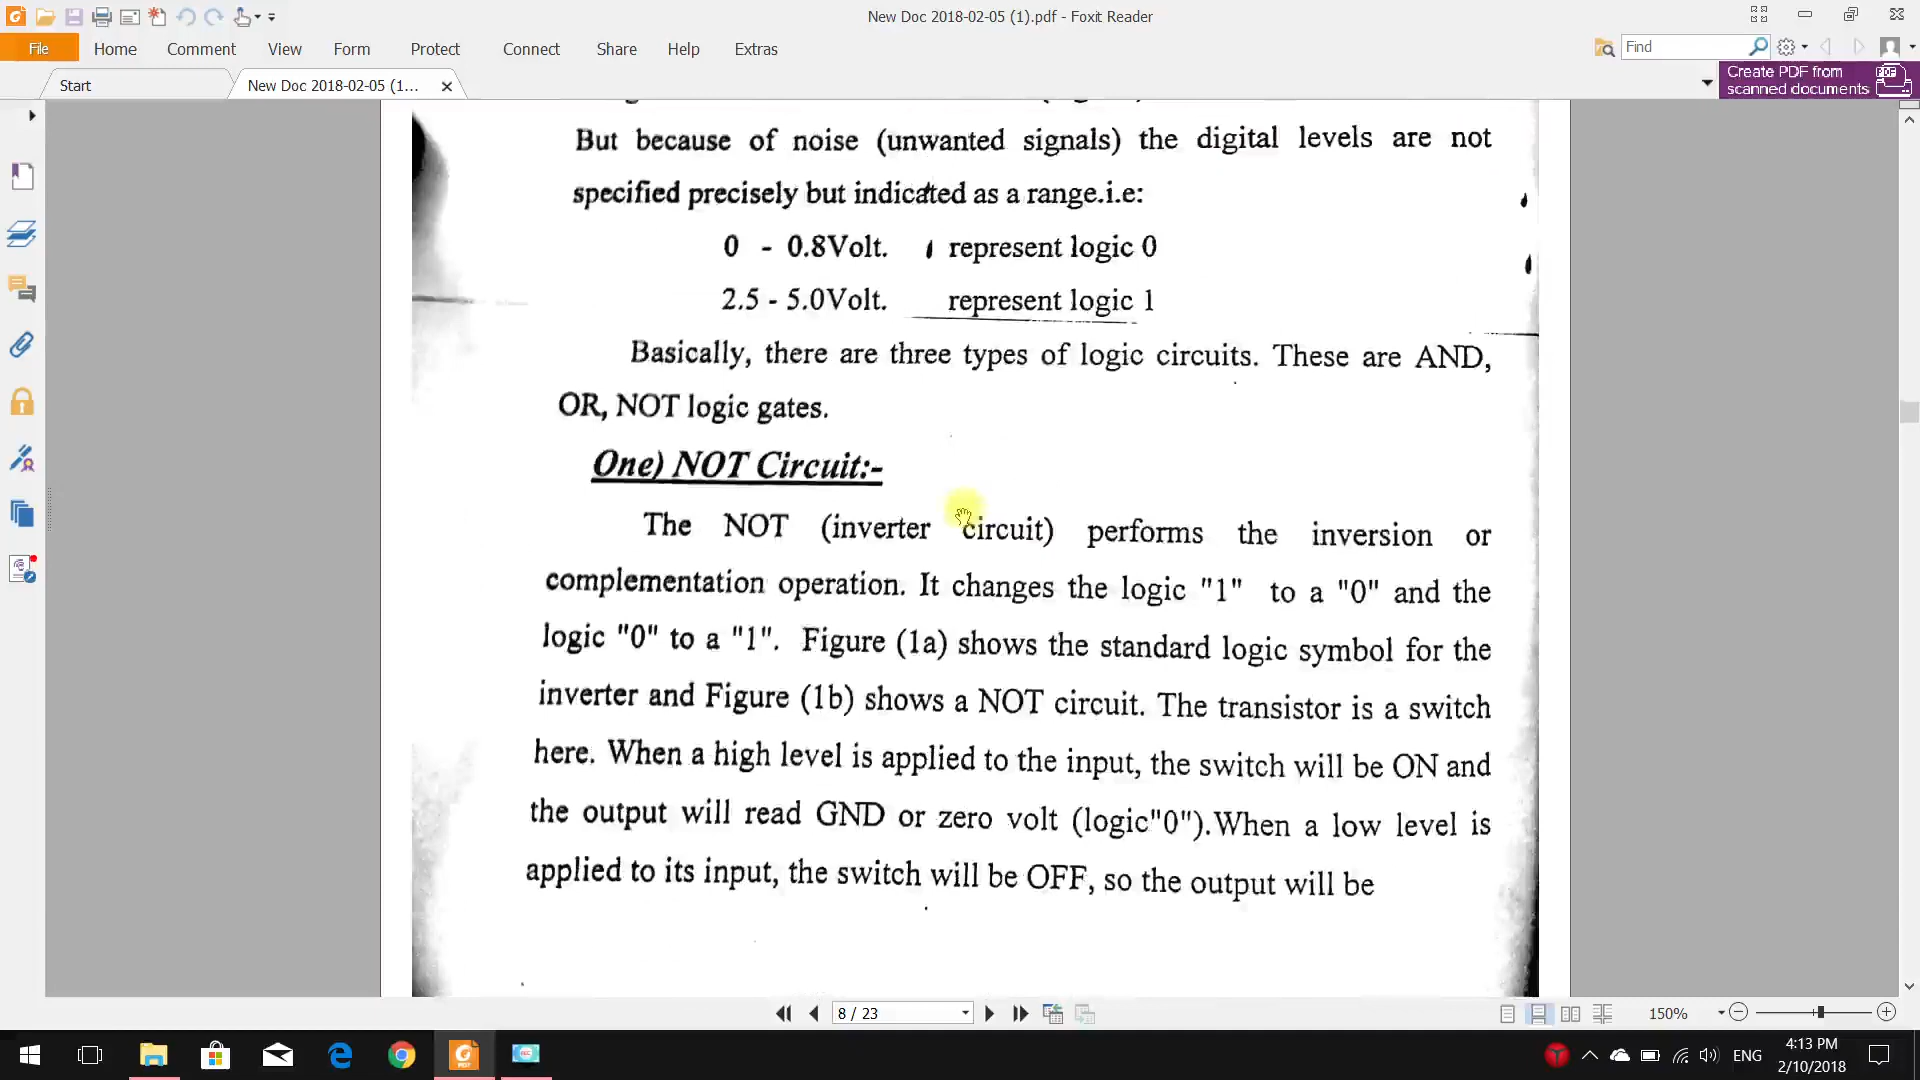 New Doc 2018-02-05 (1).pdf - Foxit Reader
File Home Comment View Form Protect Connect Share Help Extras
Find
Start
New Doc 2018-02-05 (1...
Create PDF from
scanned documents
But because of noise (unwanted signals) the digital levels are not
specified precisely but indicated as a range.i.e:
0 - 0.8Volt. represent logic 0
2.5 - 5.0Volt. represent logic 1
Basically, there are three types of logic circuits. These are AND,
OR, NOT logic gates.
One) NOT Circuit:-
The NOT (inverter circuit) performs the inversion or
complementation operation. It changes the logic "1" to a "0" and the
logic "0" to a "1". Figure (1a) shows the standard logic symbol for the
inverter and Figure (1b) shows a NOT circuit. The transistor is a switch
here. When a high level is applied to the input, the switch will be ON and
the output will read GND or zero volt (logic"0").When a low level is
applied to its input, the switch will be OFF, so the output will be
8 / 23
150%
ENG
4:13 PM
2/10/2018